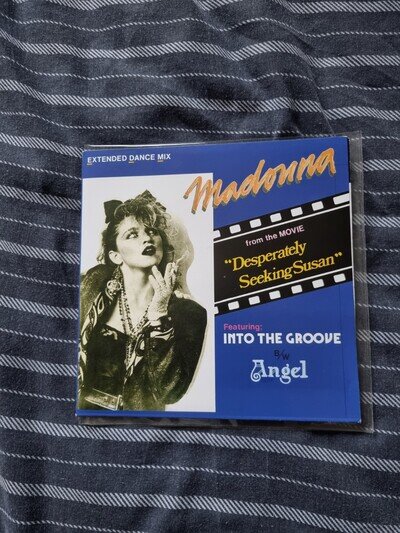 EXTENDED DANCE MIX
Madonna
from the MOVIE
"Desperately
Seeking Susan"
Featuring:
INTO THE GROOVE
B/W
Angel